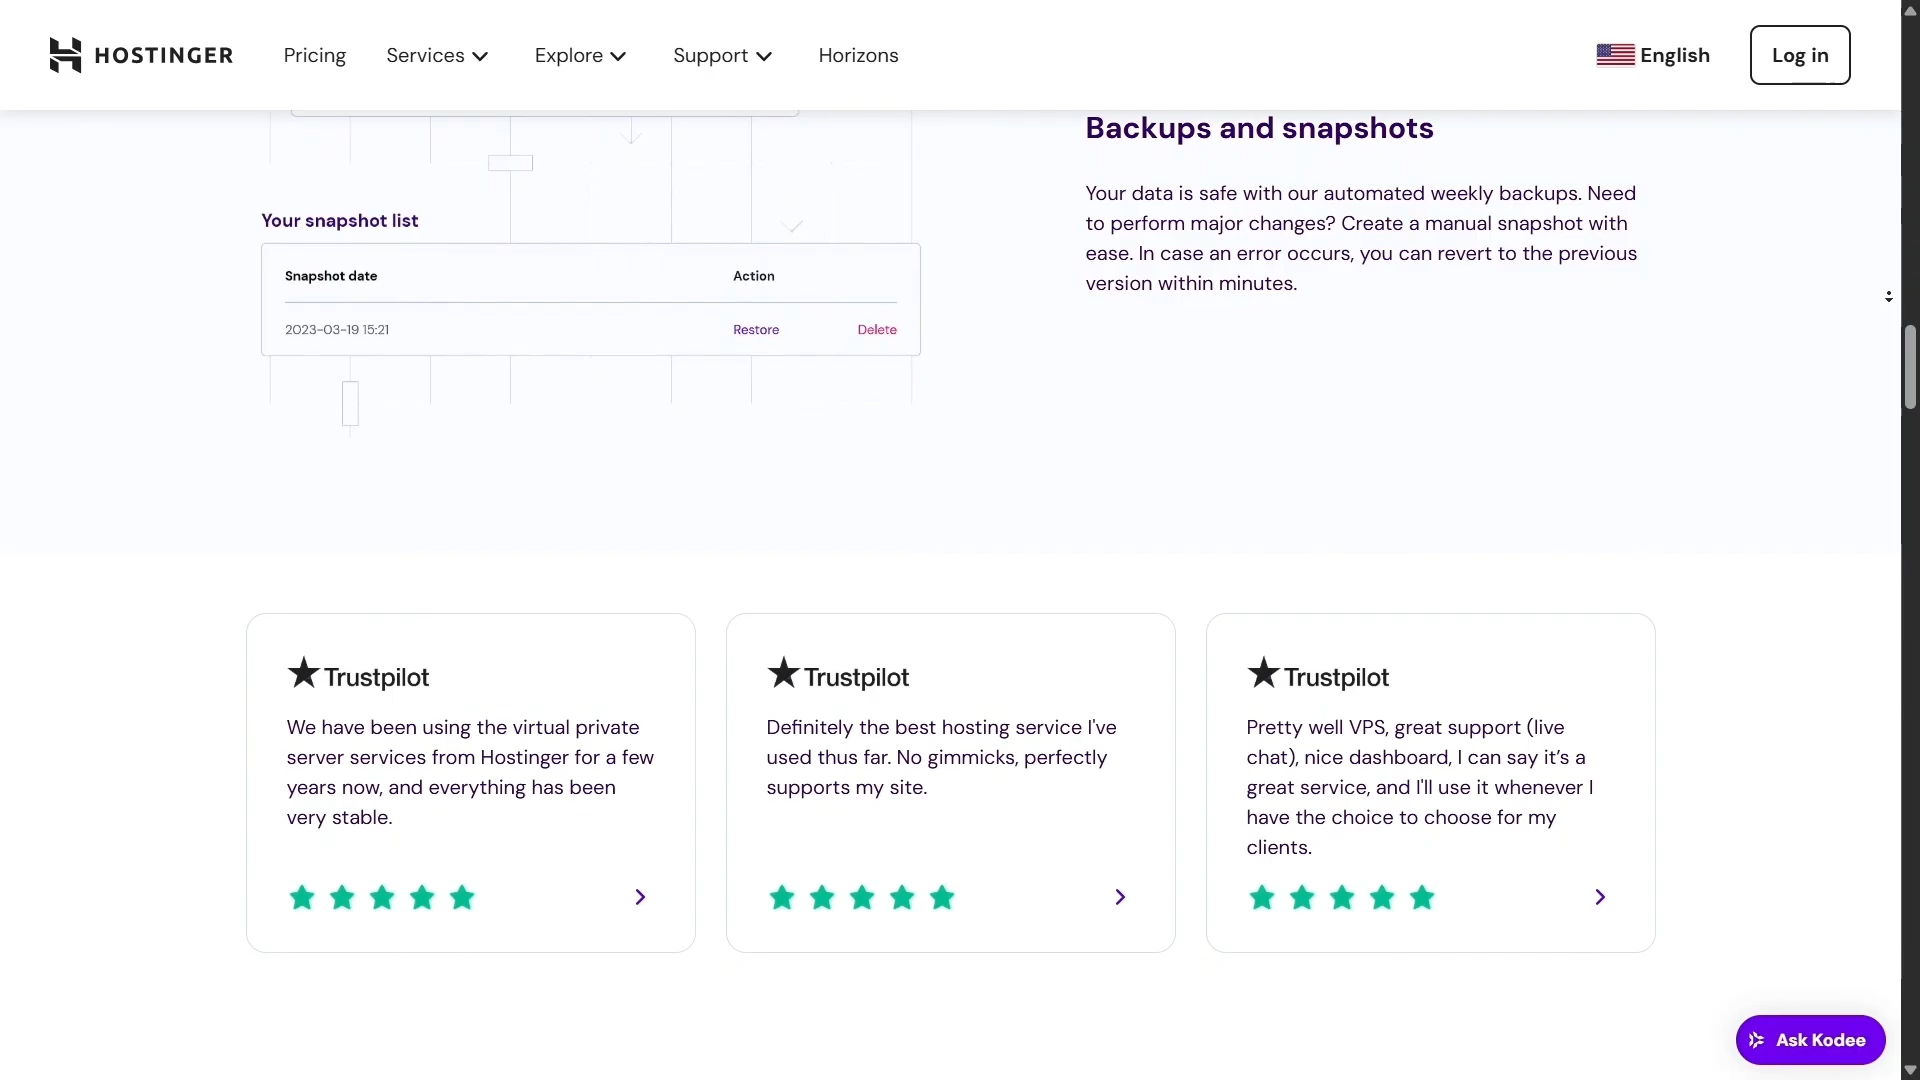 HOSTINGER Pricing Services Explore Support Horizons English Log in
Backups and snapshots
Your data is safe with our automated weekly backups. Need
to perform major changes? Create a manual snapshot with
ease. In case an error occurs, you can revert to the previous
version within minutes.
Your snapshot list
Snapshot date Action
2023-03-19 15:21 Restore Delete
Trustpilot
We have been using the virtual private
server services from Hostinger for a few
years now, and everything has been
very stable.
Trustpilot
Definitely the best hosting service I've
used thus far. No gimmicks, perfectly
supports my site.
Trustpilot
Pretty well VPS, great support (live
chat), nice dashboard, I can say it’s a
great service, and I'll use it whenever I
have the choice to choose for my
clients.
Ask Kodee